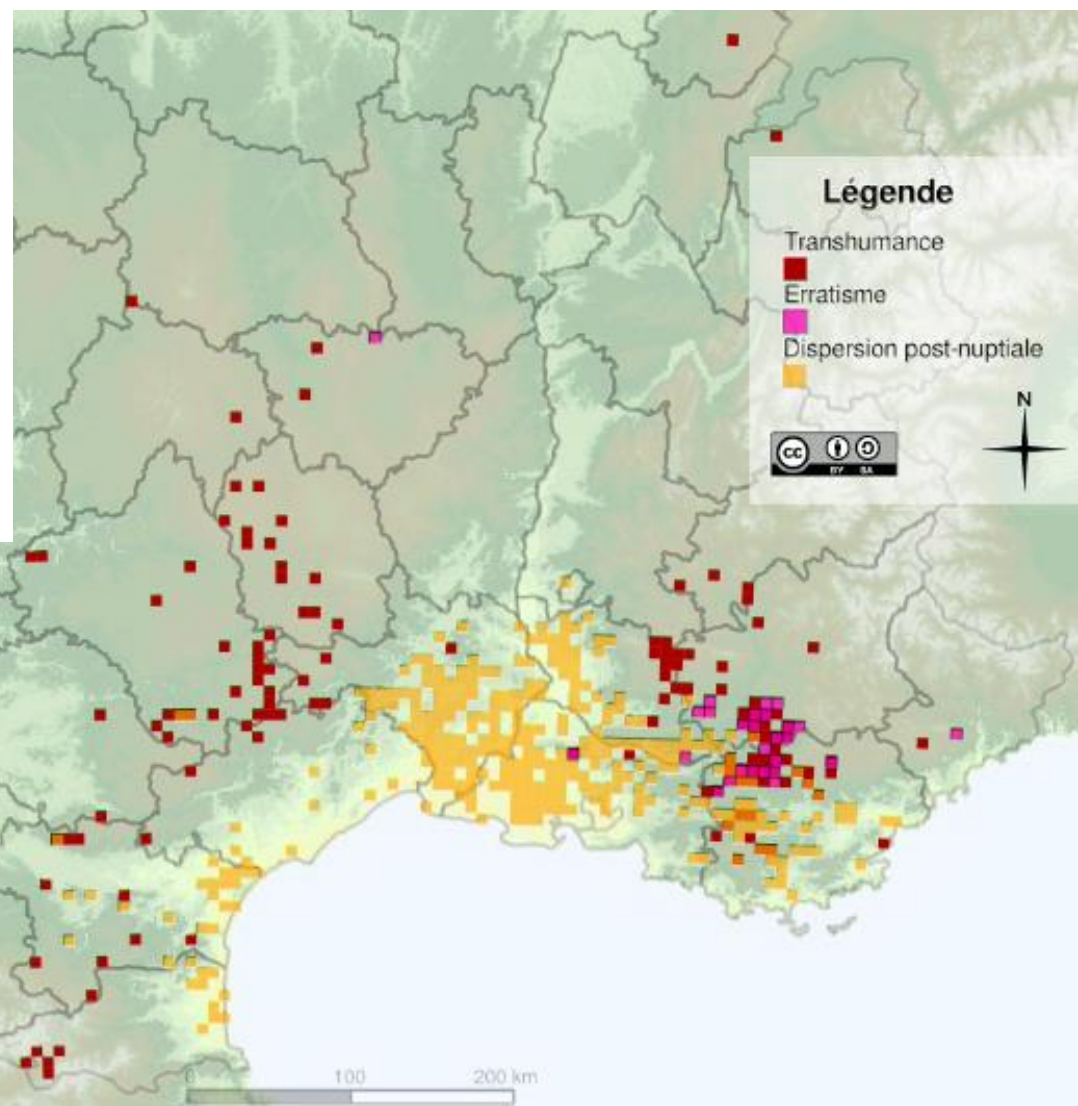 Légende
Transhumance
Erratisme
Dispersion post-nuptiale
N
cc
BY SA
0 100 200 km